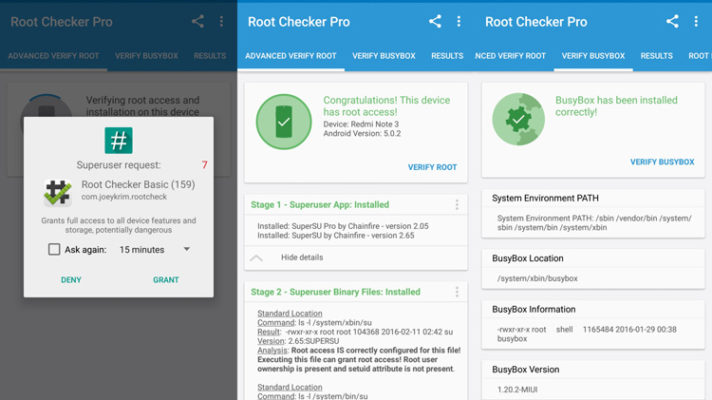 Root Checker Pro
ADVANCED VERIFY ROOT
VERIFY BUSYBOX
RESULTS
Verifying root access and
installation on this device
Superuser request:
7
Root Checker Basic (159)
com.joeykrim.rootcheck
Grants full access to all device features and
storage, potentially dangerous
Ask again:
15 minutes
DENY
GRANT
Root Checker Pro
ADVANCED VERIFY ROOT
VERIFY BUSYBOX
RESULTS
Congratulations! This device
has root access!
Device: Redmi Note 3
Android Version: 5.0.2
VERIFY ROOT
Stage 1 - Superuser App: Installed
Installed: SuperSU Pro by Chainfire - version 2.05
Installed: SuperSU by Chainfire - version 2.65
Hide details
Stage 2 - Superuser Binary Files: Installed
Standard Location
Command: ls -l /system/xbin/su
Result: -rwxr-xr-x root root 104368 2016-02-11 02:42 su
Version: 2.65:SUPERSU
Analysis: Root access IS correctly configured for this file!
Executing this file can grant root access! Root user
ownership is present and setuid attribute is not present.
Standard Location
Command: ls -l /system/bin/su
Root Checker Pro
NCED VERIFY ROOT
VERIFY BUSYBOX
RESULTS
ROOT
BusyBox has been installed
correctly!
VERIFY BUSYBOX
System Environment PATH
System Environment PATH: /sbin /vendor/bin /system/
sbin /system/bin /system/xbin
BusyBox Location
/system/xbin/busybox
BusyBox Information
-rwxr-xr-x root shell 1165484 2016-01-29 00:38
busybox
BusyBox Version
1.20.2-MIUI